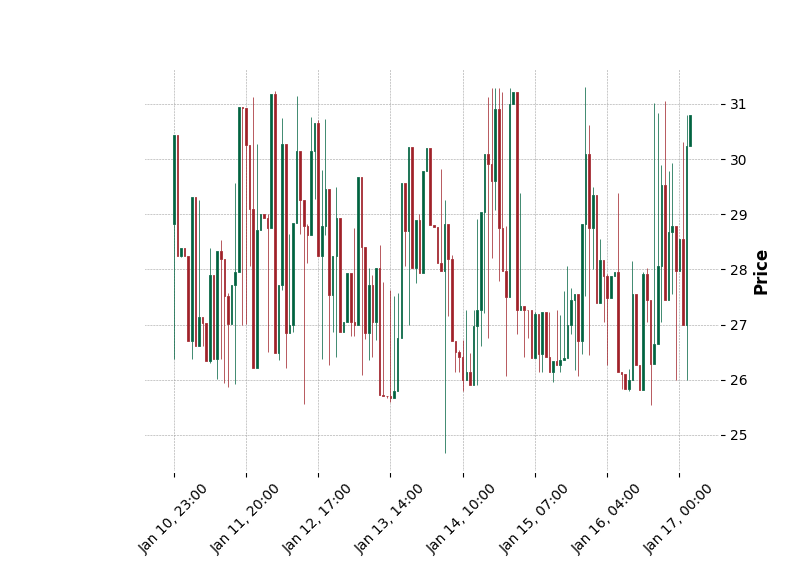 31
30
29
28
27
26
25
Price
Jan 10, 23:00
Jan 11, 20:00
Jan 12, 17:00
Jan 13, 14:00
Jan 14, 10:00
Jan 15, 07:00
Jan 16, 04:00
Jan 17, 00:00